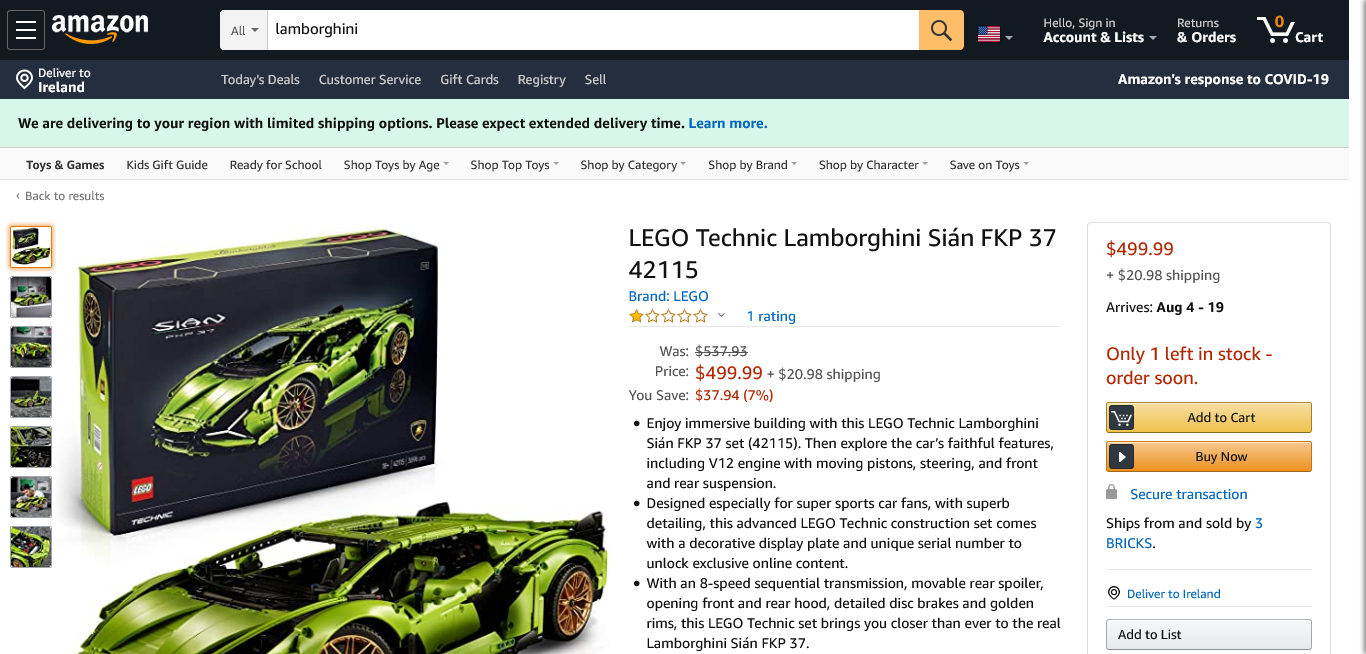 amazon
All
lamborghini
Hello, Sign in
Account & Lists
Returns
& Orders
0
Cart
Deliver to
Ireland
Today's Deals
Customer Service
Gift Cards
Registry
Sell
Amazon's response to COVID-19
We are delivering to your region with limited shipping options. Please expect extended delivery time. Learn more.
Toys & Games
Kids Gift Guide
Ready for School
Shop Toys by Age
Shop Top Toys
Shop by Category
Shop by Brand
Shop by Character
Save on Toys
‹ Back to results
SIÁN
FKP 37
LEGO
TECHNIC
LEGO Technic Lamborghini Sián FKP 37
42115
Brand: LEGO
1 rating
Was: $537.93
Price: $499.99 + $20.98 shipping
You Save: $37.94 (7%)
• Enjoy immersive building with this LEGO Technic Lamborghini
Sián FKP 37 set (42115). Then explore the car’s faithful features,
including V12 engine with moving pistons, steering, and front
and rear suspension.
• Designed especially for super sports car fans, with superb
detailing, this advanced LEGO Technic construction set comes
with a decorative display plate and unique serial number to
unlock exclusive online content.
• With an 8-speed sequential transmission, movable rear spoiler,
opening front and rear hood, detailed disc brakes and golden
rims, this LEGO Technic set brings you closer than ever to the real
Lamborghini Sián FKP 37.
$499.99
+ $20.98 shipping
Arrives: Aug 4 - 19
Only 1 left in stock -
order soon.
Add to Cart
Buy Now
Secure transaction
Ships from and sold by 3
BRICKS.
Deliver to Ireland
Add to List